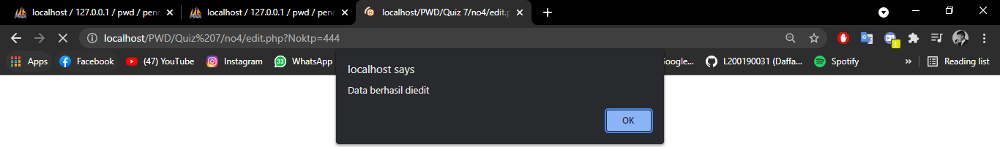 localhost / 127.0.0.1 / pwd / penc
localhost / 127.0.0.1 / pwd / penc
localhost/PWD/Quiz 7/no4/edit.p
localhost/PWD/Quiz%207/no4/edit.php?Noktp=444
Apps
Facebook
(47) YouTube
Instagram
33
WhatsApp
oogle...
L200190031 (Daffa...
Spotify
»
Reading list
localhost says
Data berhasil diedit
OK